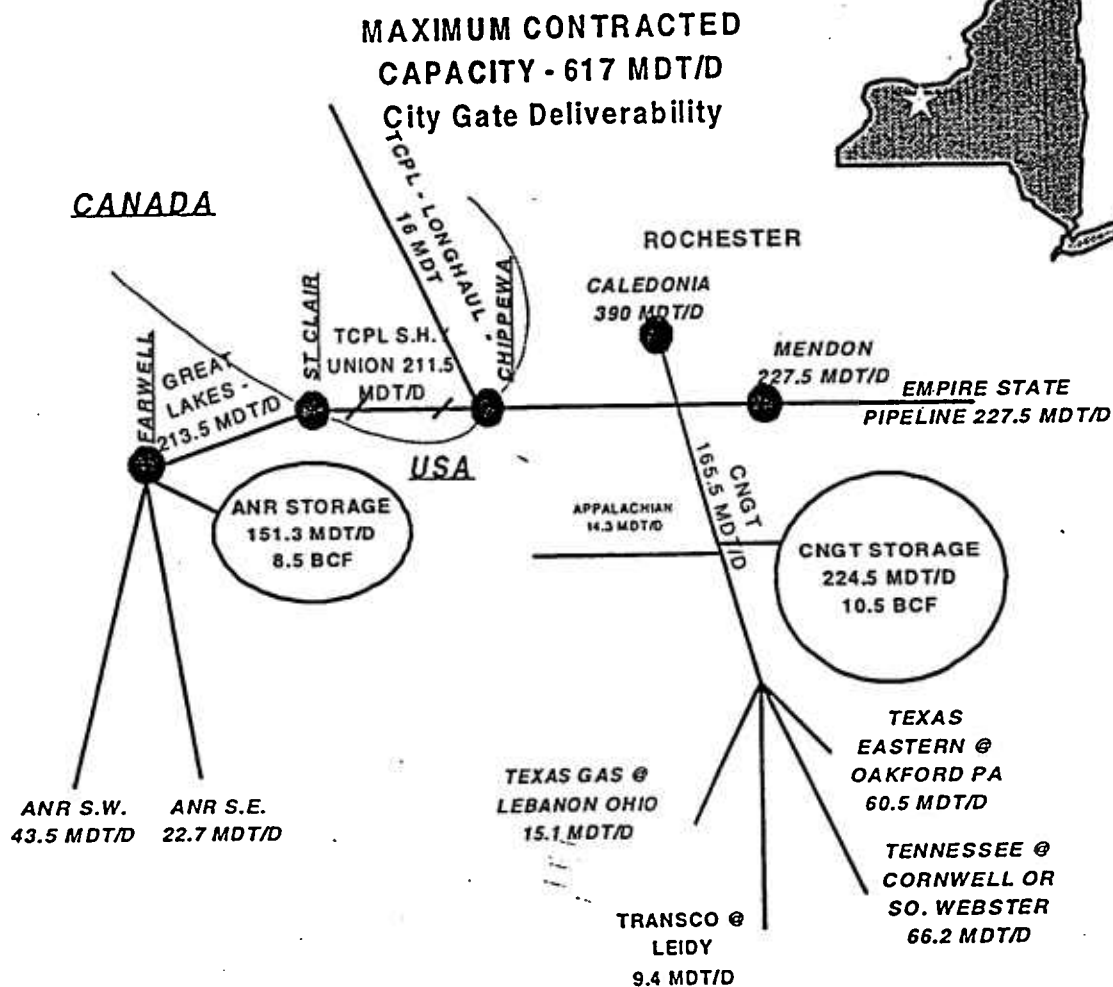 MAXIMUM CONTRACTED
CAPACITY - 617 MDT/D
City Gate Deliverability
CANADA
TCPL - LONGHAUL -
16 MDT
CHIPPEWA
ROCHESTER
CALEDONIA
390 MDT/D
ST CLAIR
TCPL S.H. /
UNION 211.5
MDT/D
MENDON
227.5 MDT/D
EMPIRE STATE
PIPELINE 227.5 MDT/D
FARWELL
GREAT
LAKES -
213.5 MDT/D
USA
ANR STORAGE
151.3 MDT/D
8.5 BCF
APPALACHIAN
14.3 MDT/D
CNGT
165.5 MDT/D
CNGT STORAGE
224.5 MDT/D
10.5 BCF
ANR S.W.
43.5 MDT/D
ANR S.E.
22.7 MDT/D
TEXAS GAS @
LEBANON OHIO
15.1 MDT/D
TEXAS
EASTERN @
OAKFORD PA
60.5 MDT/D
TRANSCO @
LEIDY
9.4 MDT/D
TENNESSEE @
CORNWELL OR
SO. WEBSTER
66.2 MDT/D